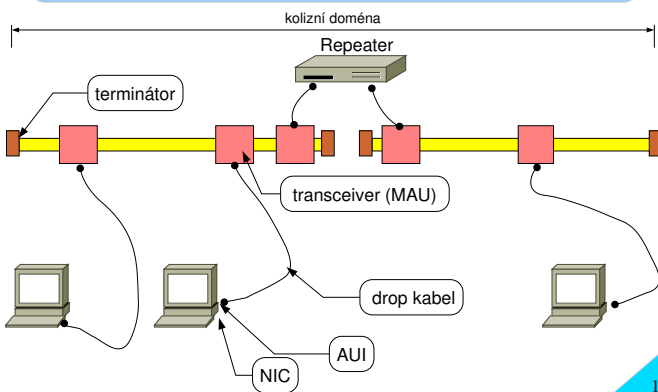 kolizní doména
Repeater
terminátor
transceiver (MAU)
drop kabel
AUI
NIC
1